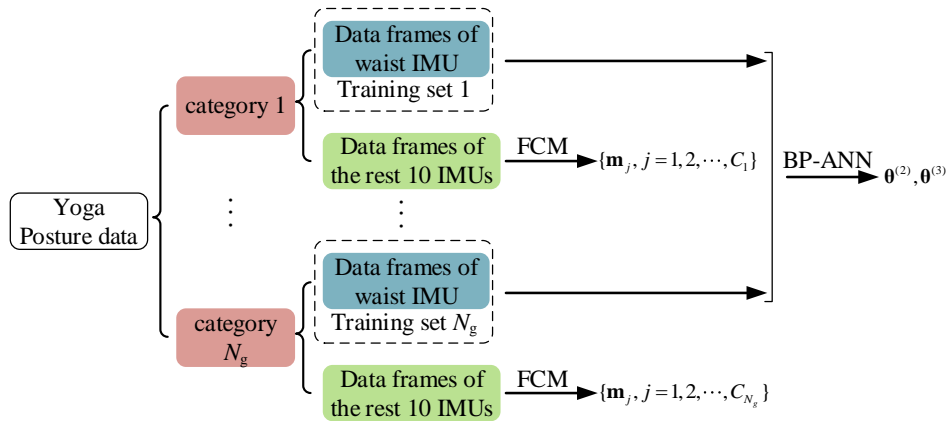 Yoga
Posture data
category 1
Data frames of
waist IMU
Training set 1
Data frames of
the rest 10 IMUs
FCM
{m_j, j = 1, 2, ⋯, C_1}
⋮
⋮
category
N_g
Data frames of
waist IMU
Training set N_g
Data frames of
the rest 10 IMUs
FCM
{m_j, j = 1, 2, ⋯, C_{N_g}}
BP-ANN
θ^{(2)}, θ^{(3)}